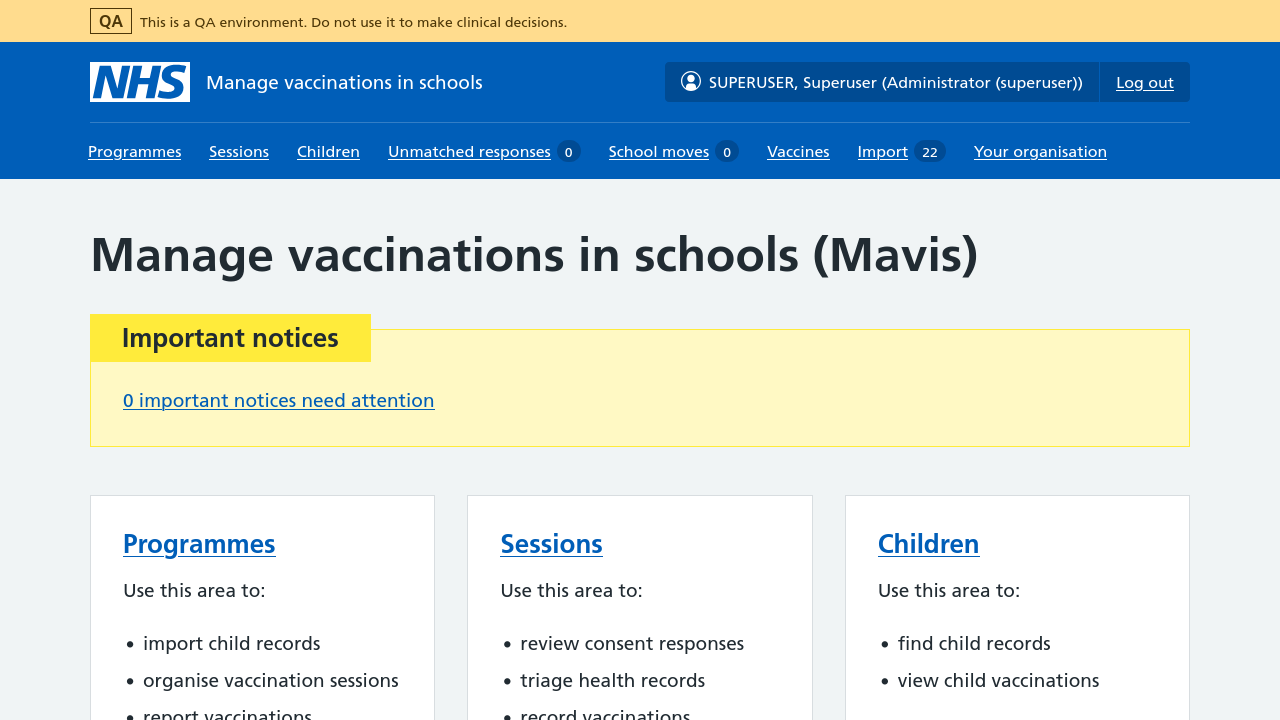 QA This is a QA environment. Do not use it to make clinical decisions.
NHS Manage vaccinations in schools SUPERUSER, Superuser (Administrator (superuser)) Log out
Programmes Sessions Children Unmatched responses 0 School moves 0 Vaccines Import 22 Your organisation
Manage vaccinations in schools (Mavis)
Important notices
0 important notices need attention
Programmes
Use this area to:
• import child records
• organise vaccination sessions
• report vaccinations
Sessions
Use this area to:
• review consent responses
• triage health records
• record vaccinations
Children
Use this area to:
• find child records
• view child vaccinations